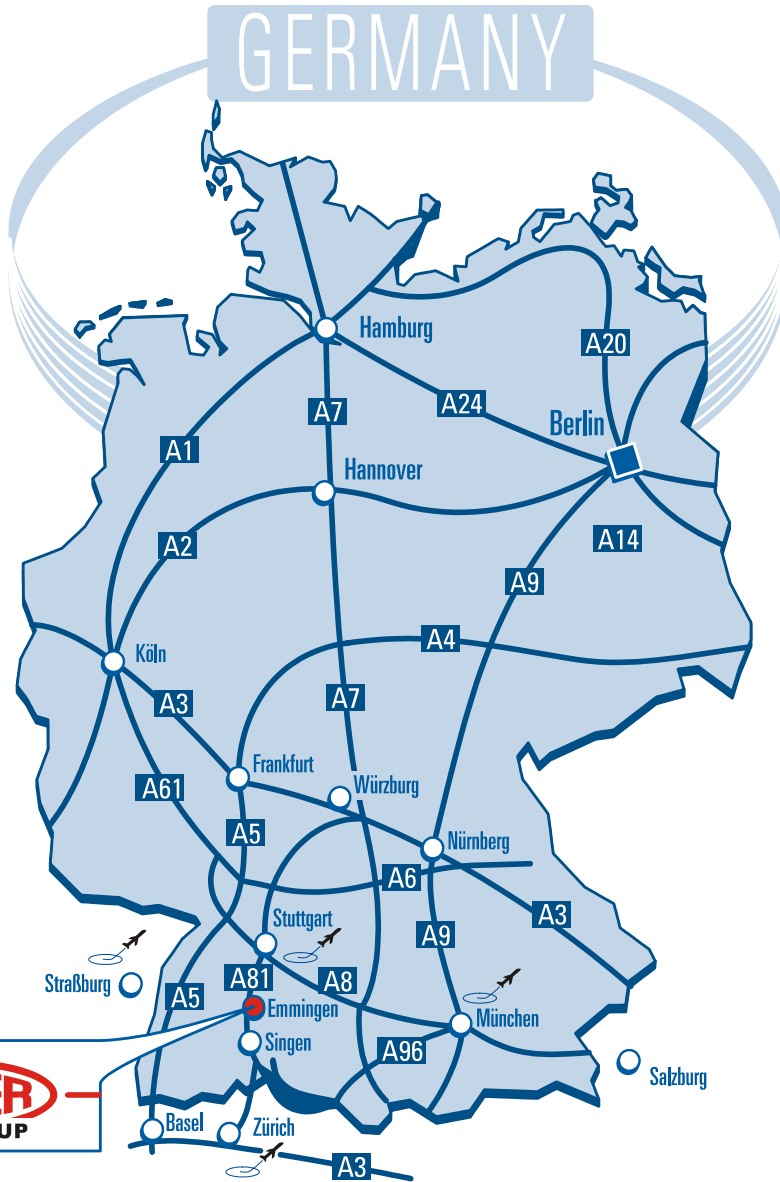 GERMANY
Hamburg
A20
A7
A24
Berlin
A1
Hannover
A2
A14
A9
A4
Köln
A3
A7
Frankfurt
A61
Würzburg
A5
Nürnberg
A6
A3
Stuttgart
A9
Straßburg
A81
A8
A5
Emmingen
München
Singen
A96
Salzburg
ER
UP
Basel
Zürich
A3